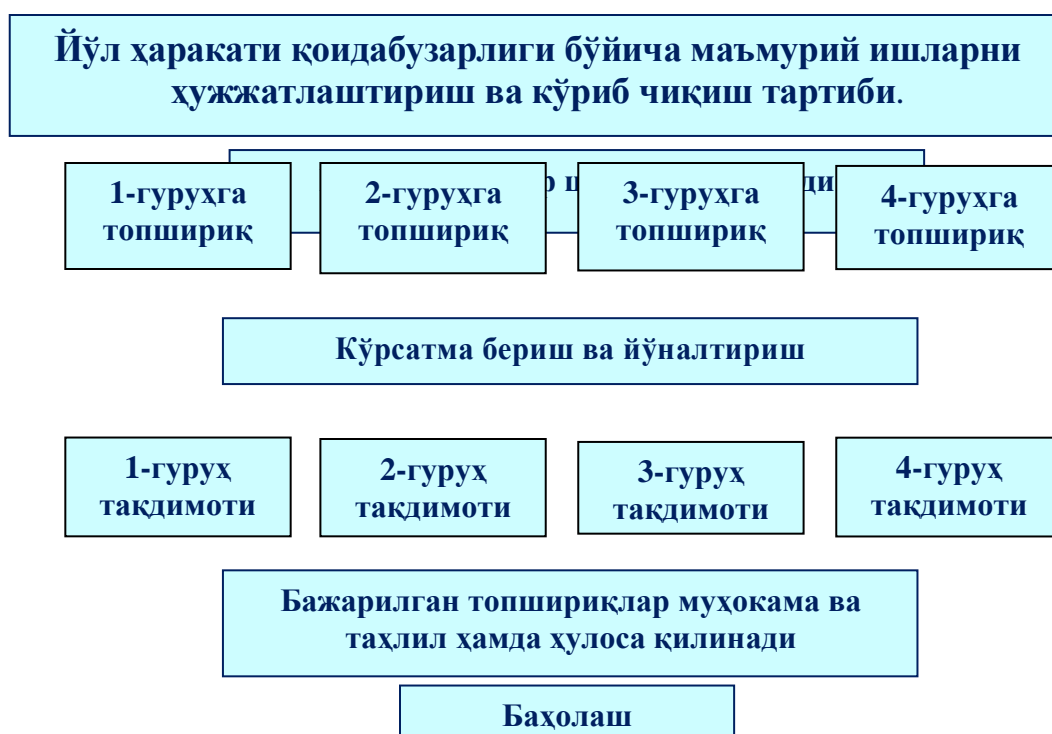 Йўл ҳаракати қоидабузарлиги бўйича маъмурий ишларни
ҳужжатлаштириш ва кўриб чиқиш тартиби.
1-гуруҳга
топшириқ
2-гуруҳга
топшириқ
3-гуруҳга
топшириқ
4-гуруҳга
топшириқ
Кўрсатма бериш ва йўналтириш
1-гуруҳ
тақдимоти
2-гуруҳ
тақдимоти
3-гуруҳ
тақдимоти
4-гуруҳ
тақдимоти
Бажарилган топшириқлар муҳокама ва
таҳлил ҳамда ҳулоса қилинади
Баҳолаш